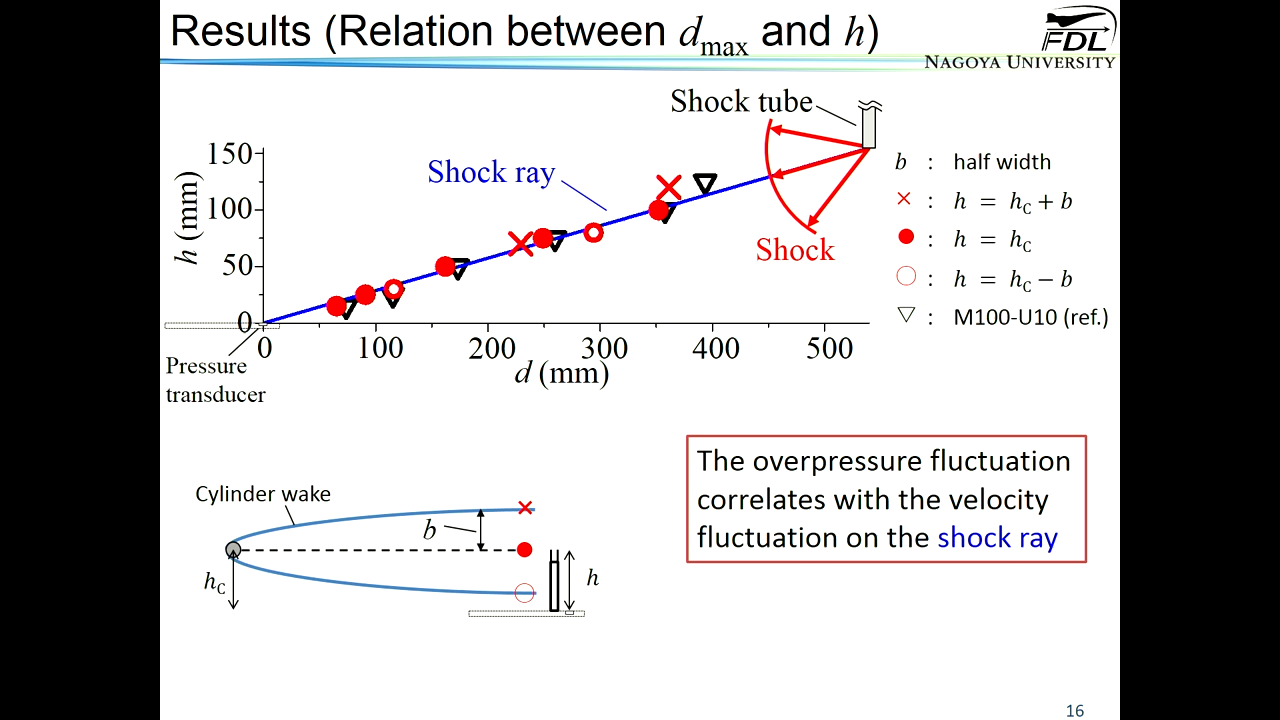 Results (Relation between dmax and h)
FDL
NAGOYA UNIVERSITY
Shock tube
150
100
50
0
h (mm)
Shock ray
Shock
0 100 200 300 400 500
d (mm)
Pressure
transducer
b : half width
× : h = hC + b
● : h = hC
○ : h = hC − b
▽ : M100-U10 (ref.)
Cylinder wake
b
hC
h
The overpressure fluctuation
correlates with the velocity
fluctuation on the shock ray
16